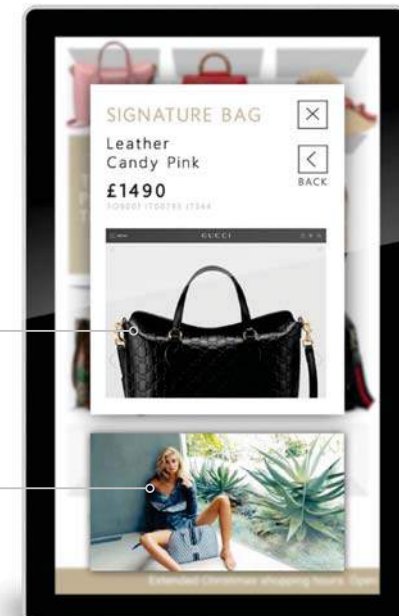 SIGNATURE BAG
Leather
Candy Pink
£1490
BACK
GUCCI
Extended Christmas shopping hours. Open